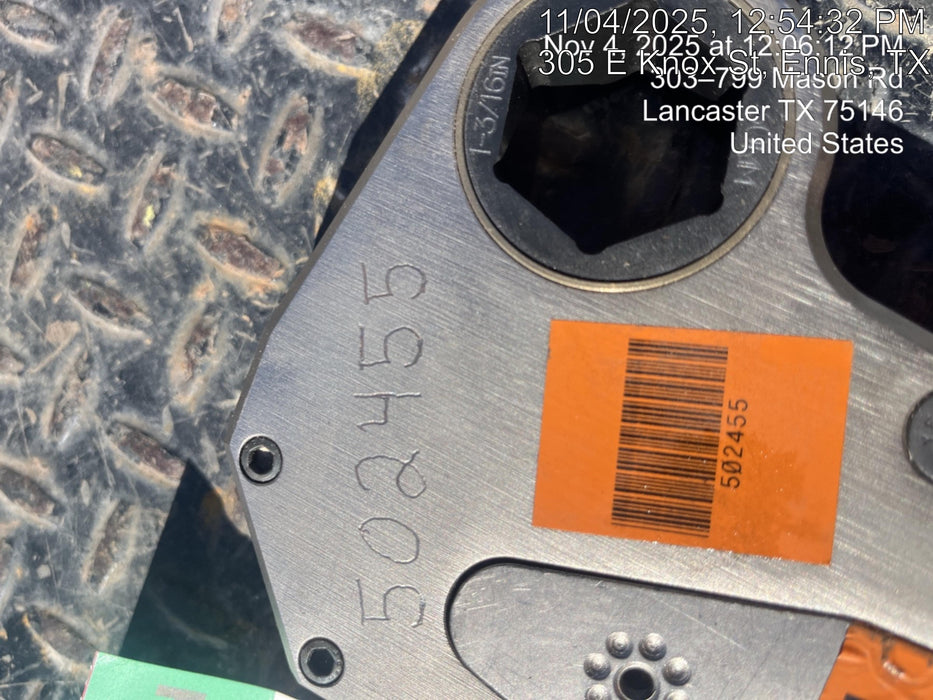 11/04/2025, 12:54:32 PM
Nov 4, 2025 at 12:06:12 PM
305 E Knox St, Ennis, TX
303–799 Mason Rd
Lancaster TX 75146
United States
1-3/16IN
502455
502455